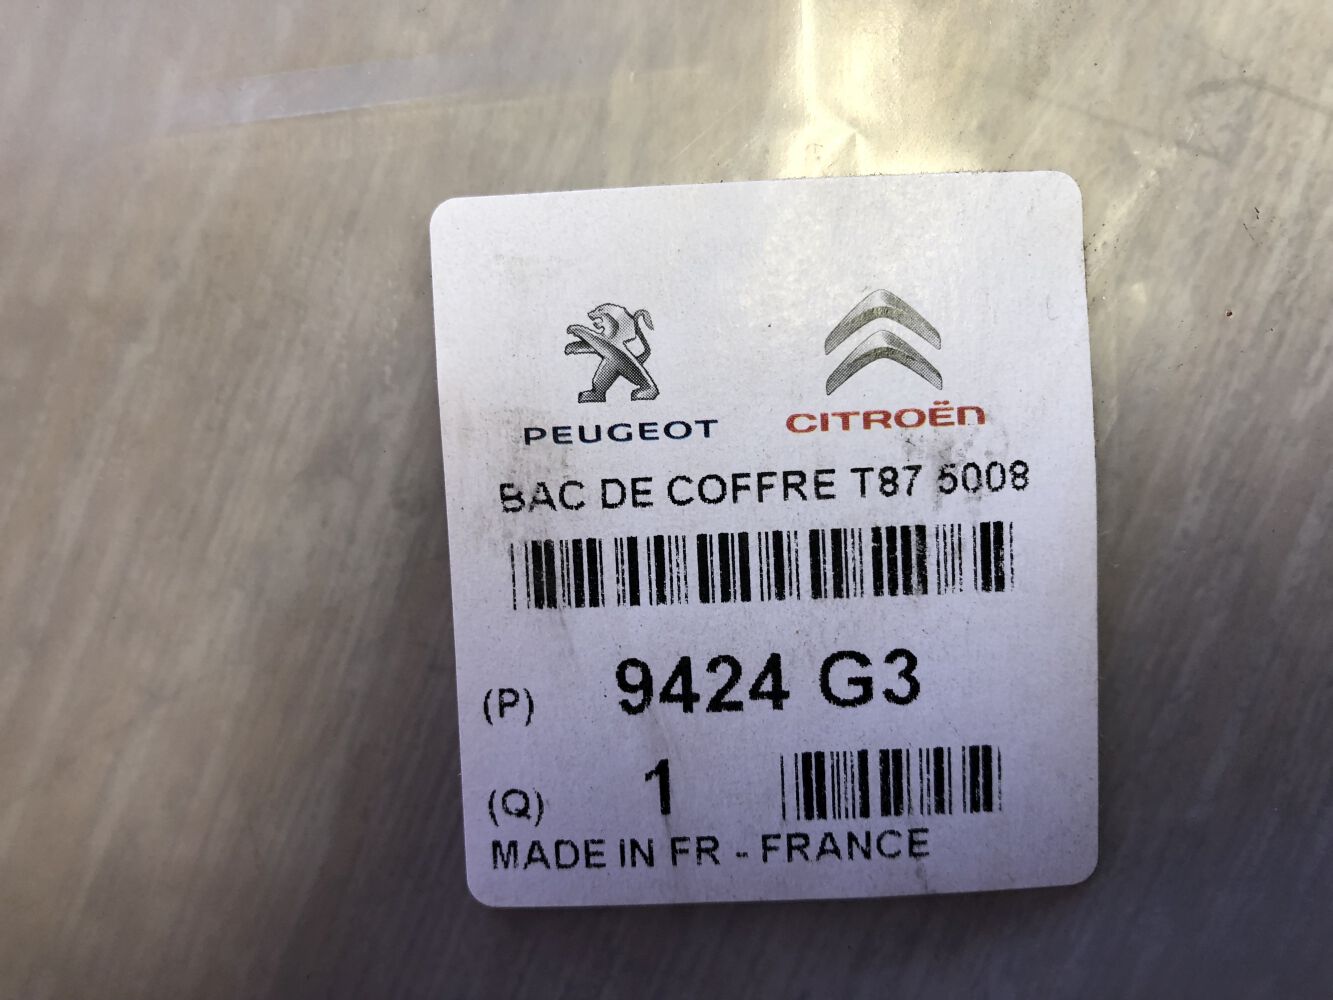 PEUGEOT CITROËN
BAC DE COFFRE T87 5008
(P) 9424 G3
(Q) 1
MADE IN FR - FRANCE